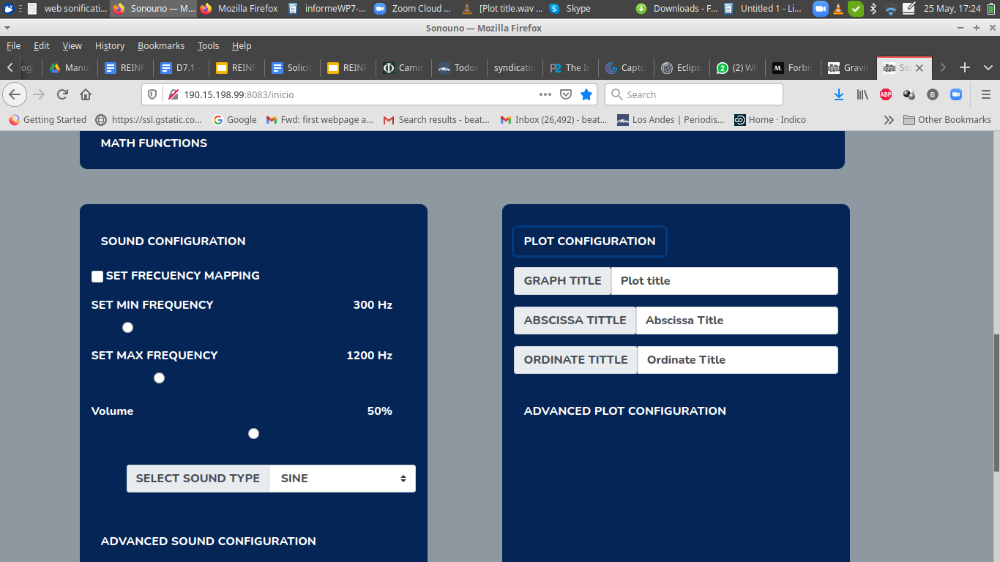 web sonificati...
Sonouno — M...
Mozilla Firefox
informeWP7-...
Zoom Cloud ...
[Plot title.wav ...
Skype
Downloads - F...
Untitled 1 - Li...
25 May, 17:24
Sonouno — Mozilla Firefox
File Edit View History Bookmarks Tools Help
Manu
REINF
D7.1 -
REINF
Solicit
REINF
Camin
Todos
syndicatio
The In
Captc
Eclips
(2) Wh
Forbic
Gravit
So
190.15.198.99:8083/inicio
Search
ABP
B
Getting Started
https://ssl.gstatic.co...
Google
Fwd: first webpage a...
Search results - beat...
Inbox (26,492) - beat...
Los Andes | Periodis...
Home · Indico
Other Bookmarks
MATH FUNCTIONS
SOUND CONFIGURATION
SET FRECUENCY MAPPING
SET MIN FREQUENCY 300 Hz
SET MAX FREQUENCY 1200 Hz
Volume 50%
SELECT SOUND TYPE SINE
ADVANCED SOUND CONFIGURATION
PLOT CONFIGURATION
GRAPH TITLE Plot title
ABSCISSA TITTLE Abscissa Title
ORDINATE TITTLE Ordinate Title
ADVANCED PLOT CONFIGURATION